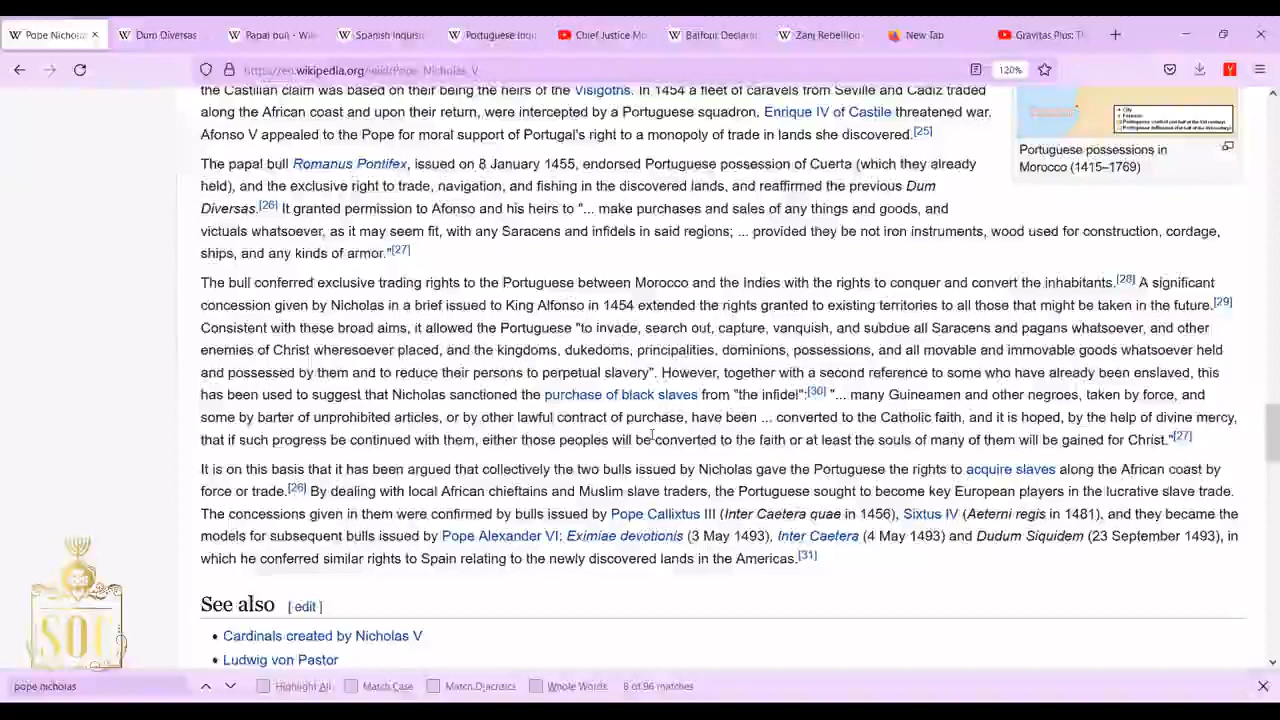 Pope Nichola
Dum Diversas
Papal bull - Wik
Spanish Inquisi
Portuguese Inqu
Chief Justice Mo
Balfour Declara
Zanj Rebellion
New Tab
Gravitas Plus: T
https://en.wikipedia.org/wiki/Pope_Nicholas_V
120%
the Castilian claim was based on their being the heirs of the Visigoths. In 1454 a fleet of caravels from Seville and Cadiz traded
along the African coast and upon their return, were intercepted by a Portuguese squadron. Enrique IV of Castile threatened war.
Afonso V appealed to the Pope for moral support of Portugal's right to a monopoly of trade in lands she discovered.[25]
Portuguese possessions in
Morocco (1415–1769)
The papal bull Romanus Pontifex, issued on 8 January 1455, endorsed Portuguese possession of Cuerta (which they already
held), and the exclusive right to trade, navigation, and fishing in the discovered lands, and reaffirmed the previous Dum
Diversas.[26] It granted permission to Afonso and his heirs to "... make purchases and sales of any things and goods, and
victuals whatsoever, as it may seem fit, with any Saracens and infidels in said regions; ... provided they be not iron instruments, wood used for construction, cordage,
ships, and any kinds of armor."[27]
The bull conferred exclusive trading rights to the Portuguese between Morocco and the Indies with the rights to conquer and convert the inhabitants.[28] A significant
concession given by Nicholas in a brief issued to King Alfonso in 1454 extended the rights granted to existing territories to all those that might be taken in the future.[29]
Consistent with these broad aims, it allowed the Portuguese "to invade, search out, capture, vanquish, and subdue all Saracens and pagans whatsoever, and other
enemies of Christ wheresoever placed, and the kingdoms, dukedoms, principalities, dominions, possessions, and all movable and immovable goods whatsoever held
and possessed by them and to reduce their persons to perpetual slavery". However, together with a second reference to some who have already been enslaved, this
has been used to suggest that Nicholas sanctioned the purchase of black slaves from "the infidel":[30] "... many Guineamen and other negroes, taken by force, and
some by barter of unprohibited articles, or by other lawful contract of purchase, have been ... converted to the Catholic faith, and it is hoped, by the help of divine mercy,
that if such progress be continued with them, either those peoples will be converted to the faith or at least the souls of many of them will be gained for Christ."[27]
It is on this basis that it has been argued that collectively the two bulls issued by Nicholas gave the Portuguese the rights to acquire slaves along the African coast by
force or trade.[26] By dealing with local African chieftains and Muslim slave traders, the Portuguese sought to become key European players in the lucrative slave trade.
The concessions given in them were confirmed by bulls issued by Pope Callixtus III (Inter Caetera quae in 1456), Sixtus IV (Aeterni regis in 1481), and they became the
models for subsequent bulls issued by Pope Alexander VI: Eximiae devotionis (3 May 1493), Inter Caetera (4 May 1493) and Dudum Siquidem (23 September 1493), in
which he conferred similar rights to Spain relating to the newly discovered lands in the Americas.[31]
See also [ edit ]
• Cardinals created by Nicholas V
• Ludwig von Pastor
SOC
pope nicholas
Highlight All
Match Case
Match Diacritics
Whole Words
8 of 96 matches